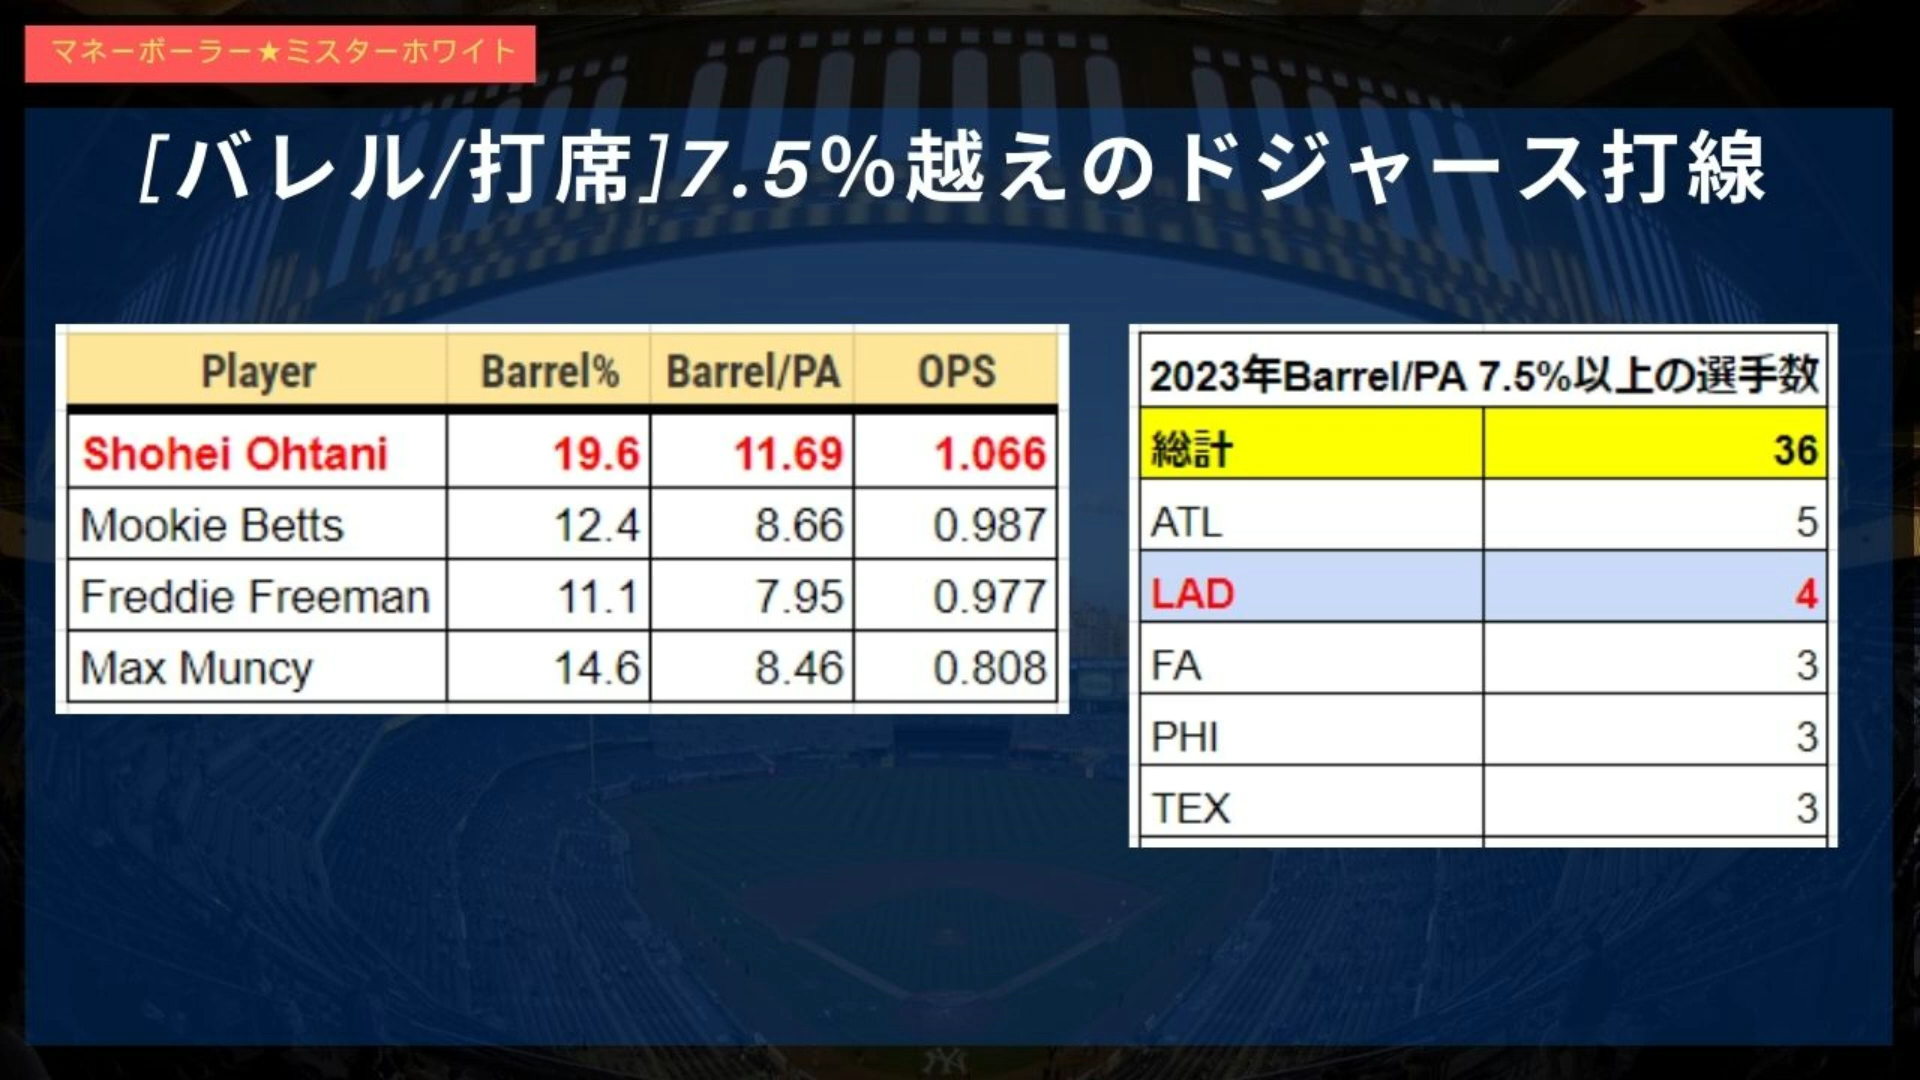 マネーボーラー★ミスターホワイト
[バレル/打席]7.5%越えのドジャース打線
Player Barrel% Barrel/PA OPS
Shohei Ohtani 19.6 11.69 1.066
Mookie Betts 12.4 8.66 0.987
Freddie Freeman 11.1 7.95 0.977
Max Muncy 14.6 8.46 0.808
2023年Barrel/PA 7.5%以上の選手数
総計 36
ATL 5
LAD 4
FA 3
PHI 3
TEX 3